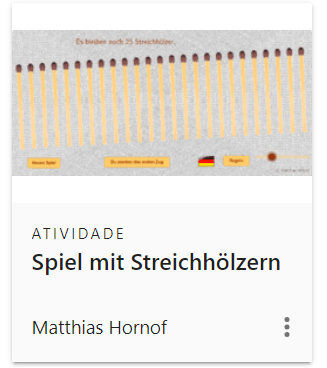 Es bleiben noch 25 Streichhölzer.
Neues Spiel
Du machst den ersten Zug
Regeln
ATIVIDADE
Spiel mit Streichhölzern
Matthias Hornof